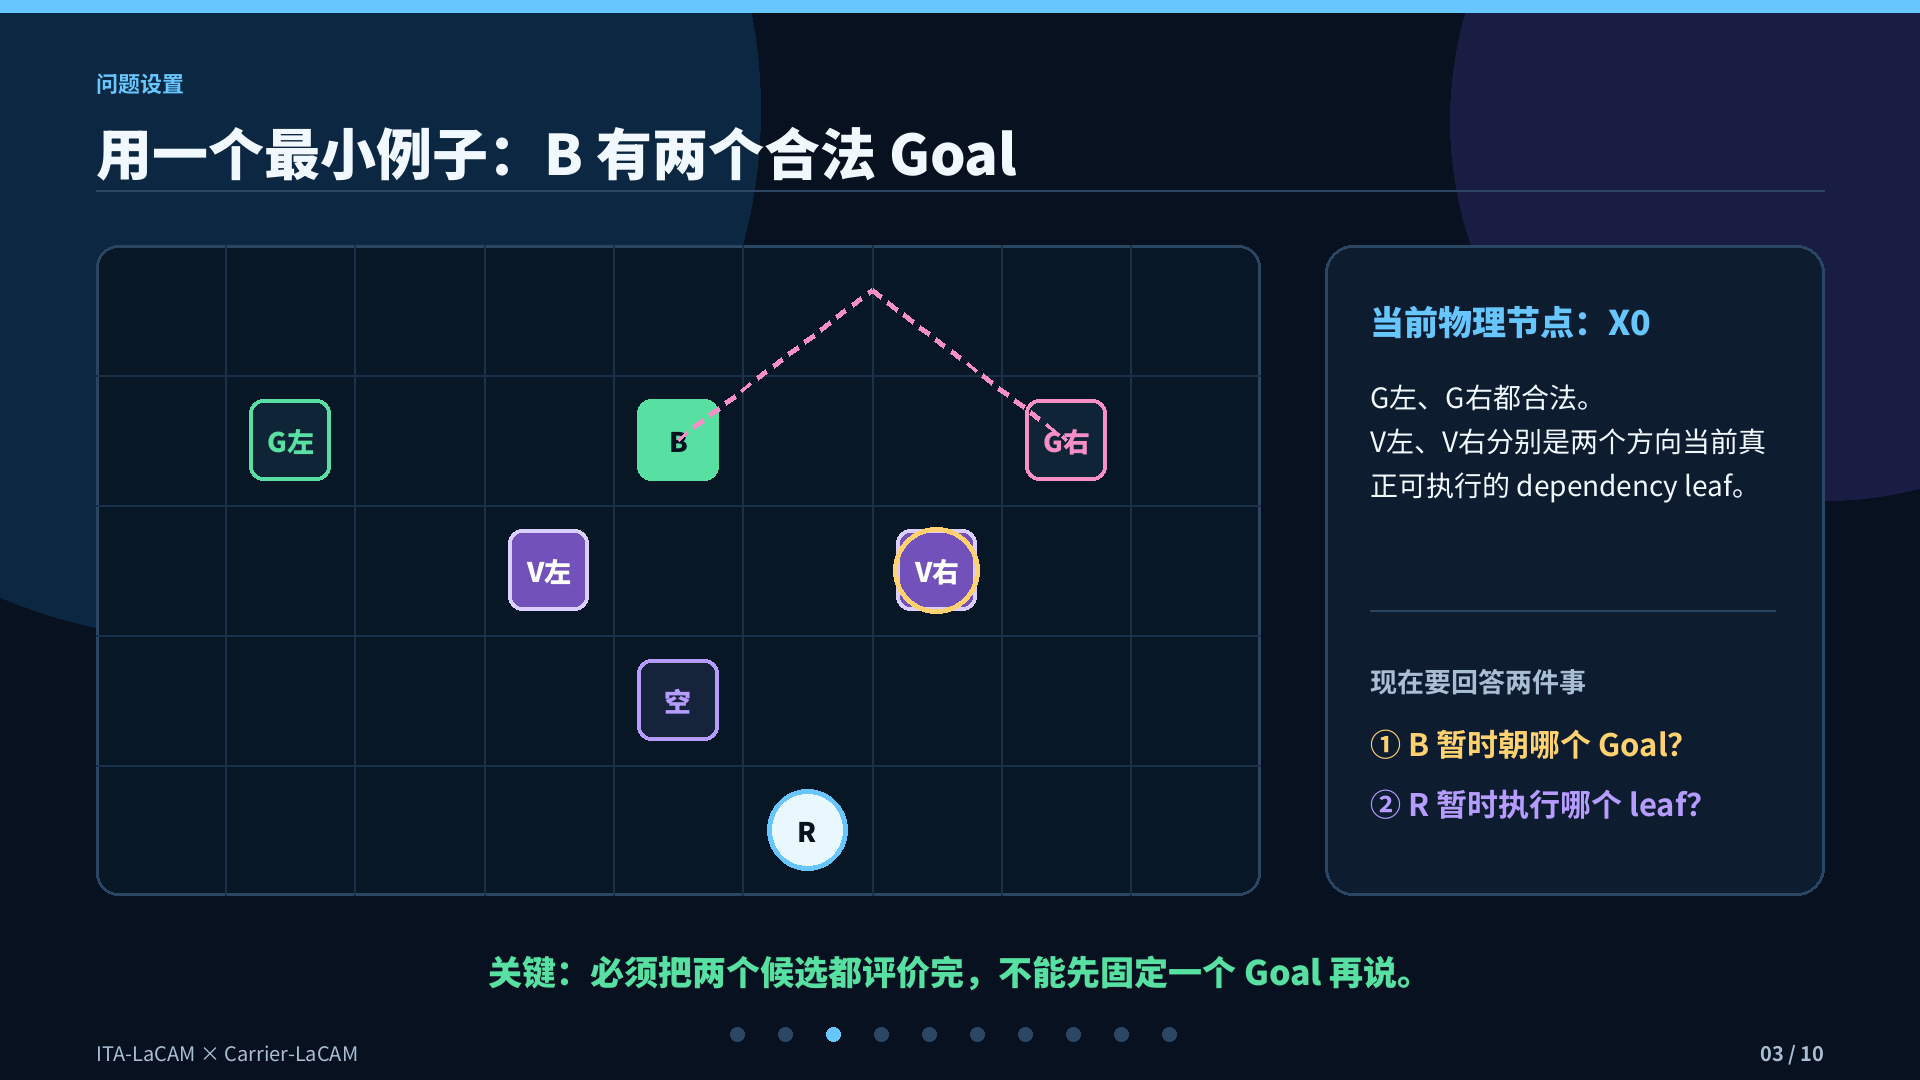 问题设置
用一个最小例子：B 有两个合法 Goal
G左
B
G右
V左
V右
空
R
当前物理节点：X0
G左、G右都合法。
V左、V右分别是两个方向当前真
正可执行的 dependency leaf。
现在要回答两件事
① B 暂时朝哪个 Goal？
② R 暂时执行哪个 leaf？
关键：必须把两个候选都评价完，不能先固定一个 Goal 再说。
ITA-LaCAM × Carrier-LaCAM
03 / 10